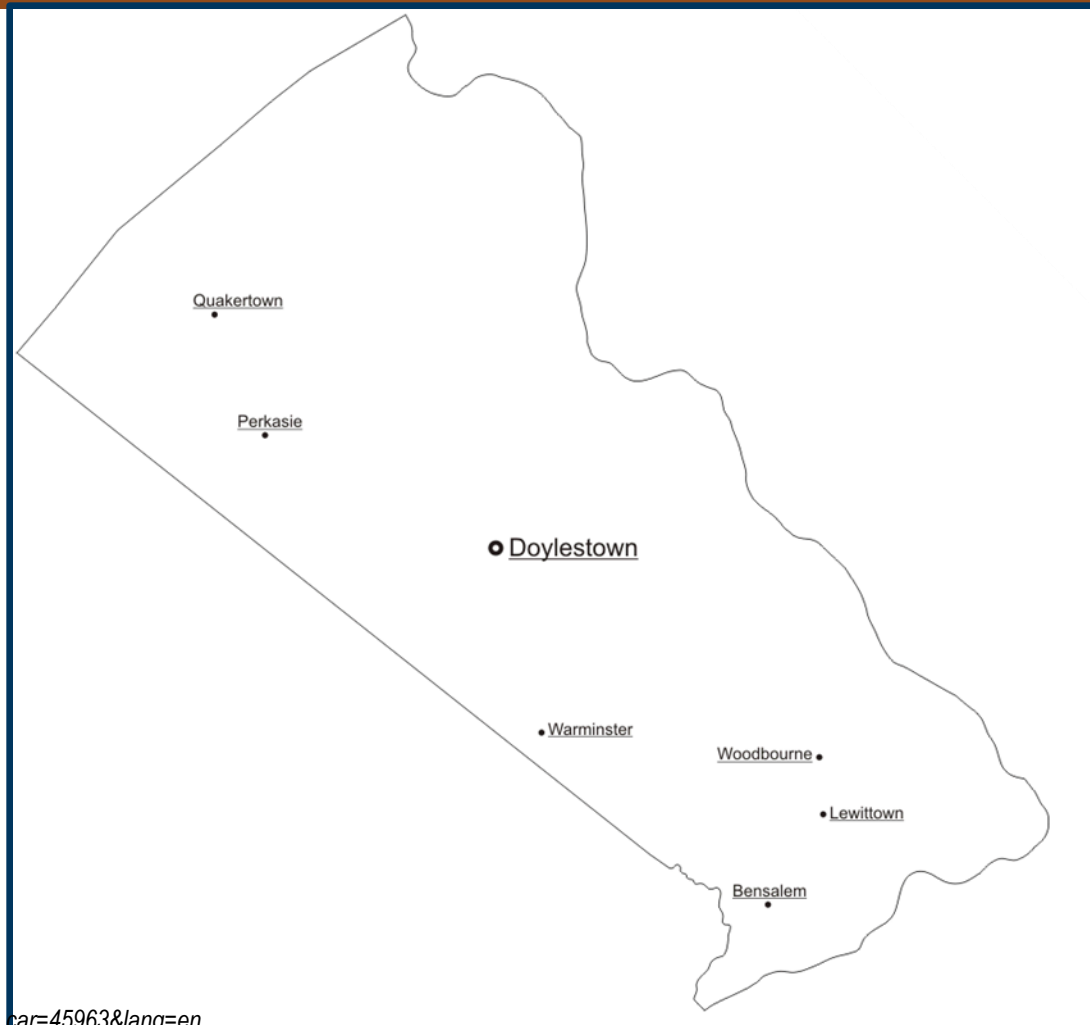 Quakertown
Perkasie
Doylestown
Warminster
Woodbourne
Lewittown
Bensalem
car=45963&lang=en